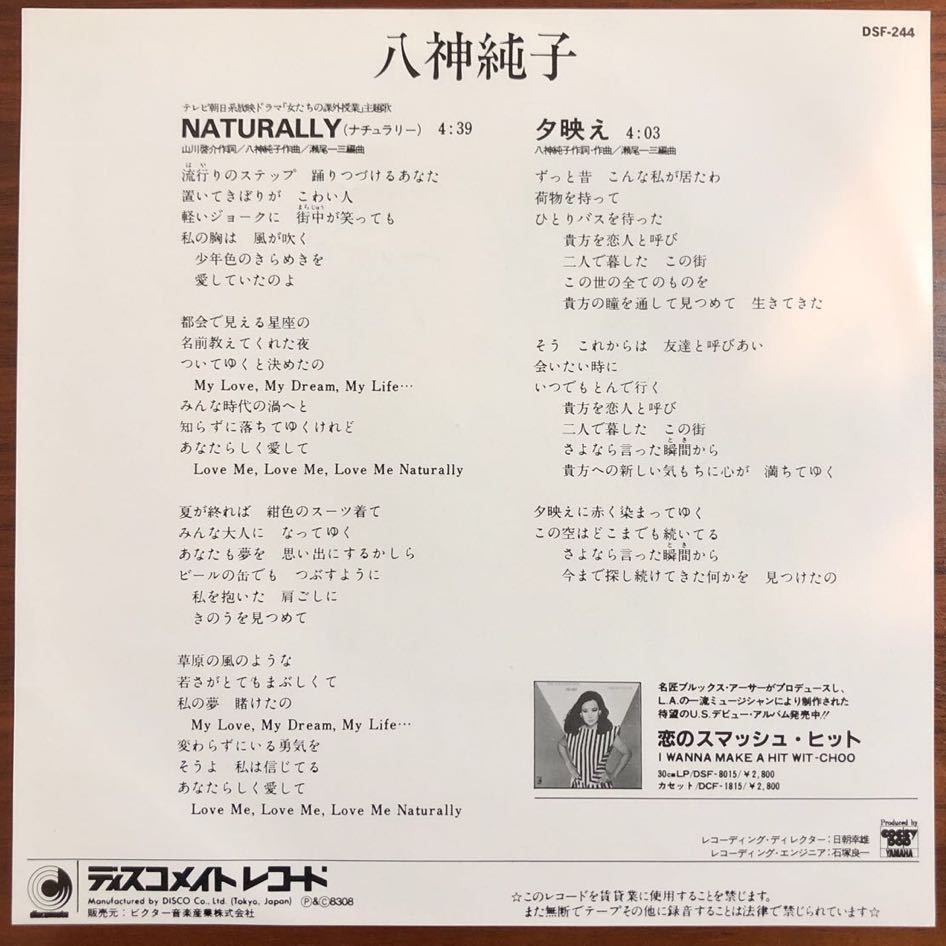 DSF-244
八神純子
テレビ朝日系放映ドラマ「女たちの課外授業」主題歌
NATURALLY(ナチュラリー) 4:39
山川啓介作詞/八神純子作曲/瀬尾一三編曲
はい
流行りのステップ 踊りつづけるあなた
置いてきぼりが こわい人
まちじゅう
軽いジョークに 街中が笑っても
私の胸は 風が吹く
少年色のきらめきを
愛していたのよ
都会で見える星座の
名前教えてくれた夜
ついてゆくと決めたの
My Love, My Dream, My Life…
みんな時代の渦へと
知らずに落ちてゆくけれど
あなたらしく愛して
Love Me, Love Me, Love Me Naturally
夏が終れば 紺色のスーツ着て
みんな大人に なってゆく
あなたも夢を 思い出にするかしら
ビールの缶でも つぶすように
私を抱いた 肩ごしに
きのうを見つめて
草原の風のような
若さがとてもまぶしくて
私の夢 賭けたの
My Love, My Dream, My Life…
変わらずにいる勇気を
そうよ 私は信じてる
あなたらしく愛して
Love Me, Love Me, Love Me Naturally
夕映え 4:03
八神純子作詞・作曲/瀬尾一三編曲
ずっと昔 こんな私が居たわ
荷物を持って
ひとりバスを待った
貴方を恋人と呼び
二人で暮した この街
この世の全てのものを
貴方の瞳を通して見つめて 生きてきた
そう これからは 友達と呼びあい
会いたい時に
いつでもとんで行く
貴方を恋人と呼び
二人で暮した この街
とき
さよなら言った瞬間から
貴方への新しい気もちに心が 満ちてゆく
夕映えに赤く染まってゆく
この空はどこまでも続いてる
とき
さよなら言った瞬間から
今まで探し続けてきた何かを 見つけたの
名匠ブルックス・アーサーがプロデュースし、
L.A.の一流ミュージシャンにより制作された
待望のU.S.デビュー・アルバム発売中!!
恋のスマッシュ・ヒット
I WANNA MAKE A HIT WIT-CHOO
30cmLP/DSF-8015/¥2,800
カセット/DCF-1815/¥2,800
レコーディング・ディレクター:日朝幸雄
レコーディング・エンジニア:石塚良一
Produced by
COCKY POP
YAMAHA
ディスコメイトレコード
Manufactured by DISCO Co., Ltd. (Tokyo, Japan) Ⓟ&Ⓒ8308
販売元:ビクター音楽産業株式会社
☆このレコードを賃貸業に使用することを禁じます。
また無断でテープその他に録音することは法律で禁じられています☆